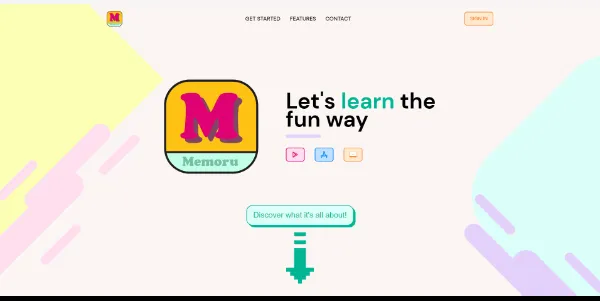 M
GET STARTED FEATURES CONTACT
SIGN IN
M
Memoru
Let's learn the
fun way
Discover what it's all about!